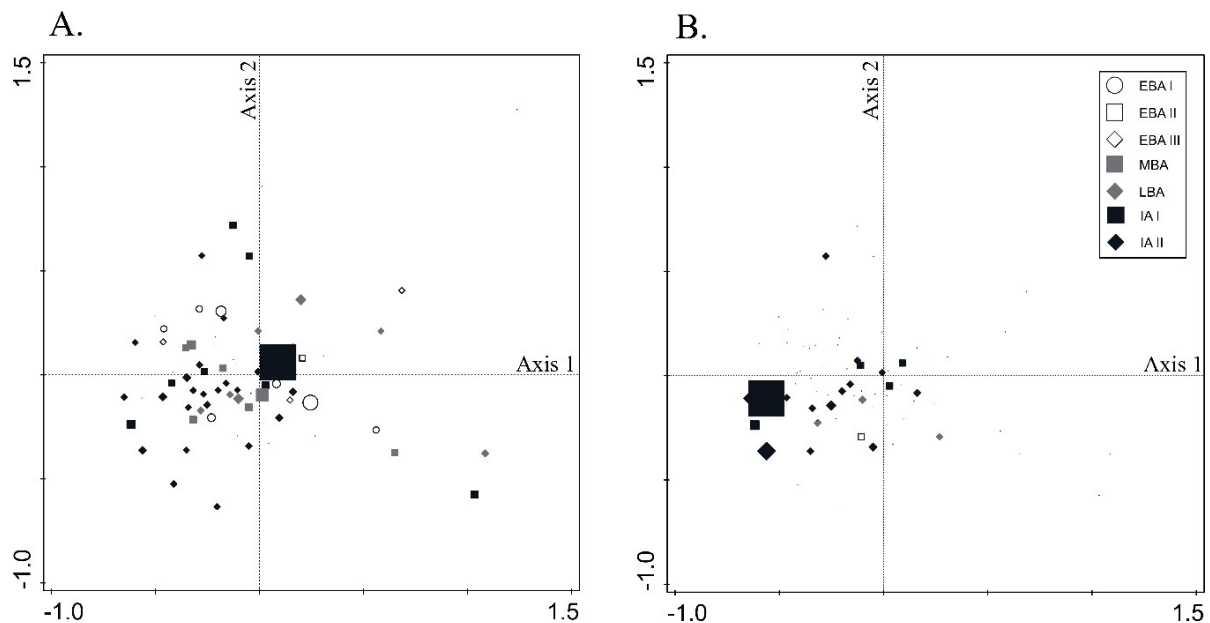 A.
1.5
Axis 2
Axis 1
-1.0
-1.0
1.5
B.
1.5
Axis 2
EBA I
EBA II
EBA III
MBA
LBA
IA I
IA II
Axis 1
-1.0
-1.0
1.5